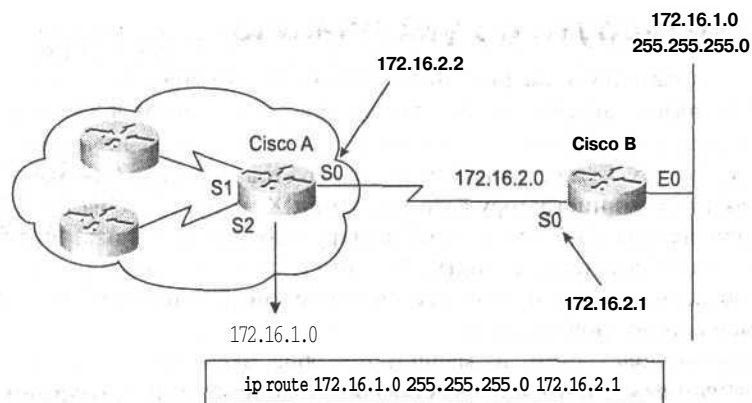 172.16.1.0
255.255.255.0
172.16.2.2
Cisco A
Cisco B
S0
S1
S2
172.16.2.0
E0
S0
172.16.2.1
172.16.1.0
ip route 172.16.1.0 255.255.255.0 172.16.2.1